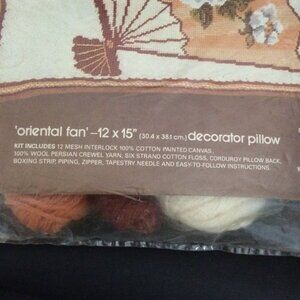 'oriental fan'–12 x 15" (30.4 x 38.1 cm.) decorator pillow
KIT INCLUDES 12 MESH INTERLOCK 100% COTTON PAINTED CANVAS,
100% WOOL PERSIAN CREWEL YARN, SIX STRAND COTTON FLOSS, CORDUROY PILLOW BACK,
BOXING STRIP, PIPING, ZIPPER, TAPESTRY NEEDLE AND EASY-TO-FOLLOW INSTRUCTIONS.